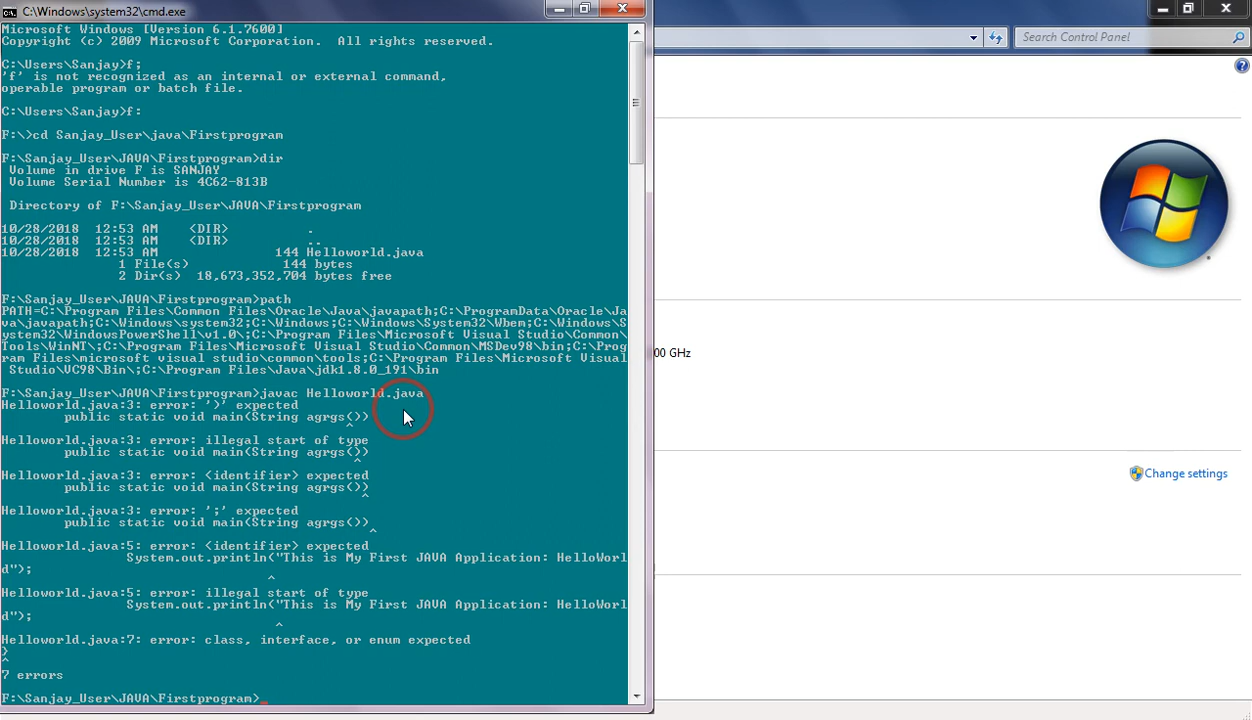 C:\Windows\system32\cmd.exe
Microsoft Windows [Version 6.1.7600]
Copyright (c) 2009 Microsoft Corporation.  All rights reserved.
C:\Users\Sanjay>f;
'f' is not recognized as an internal or external command,
operable program or batch file.
C:\Users\Sanjay>f:
F:\>cd Sanjay_User\java\Firstprogram
F:\Sanjay_User\JAVA\Firstprogram>dir
Volume in drive F is SANJAY
Volume Serial Number is 4C62-813B
Directory of F:\Sanjay_User\JAVA\Firstprogram
10/28/2018  12:53 AM    <DIR>          .
10/28/2018  12:53 AM    <DIR>          ..
10/28/2018  12:53 AM               144 Helloworld.java
1 File(s)            144 bytes
2 Dir(s)  18,673,352,704 bytes free
F:\Sanjay_User\JAVA\Firstprogram>path
PATH=C:\Program Files\Common Files\Oracle\Java\javapath;C:\ProgramData\Oracle\Ja
va\javapath;C:\Windows\system32;C:\Windows;C:\Windows\System32\Wbem;C:\Windows\S
ystem32\WindowsPowerShell\v1.0\;C:\Program Files\Microsoft Visual Studio\Common\
Tools\WinNT\;C:\Program Files\Microsoft Visual Studio\Common\MSDev98\bin;C:\Prog
ram Files\microsoft visual studio\common\tools;C:\Program Files\Microsoft Visual
Studio\VC98\Bin\;C:\Program Files\Java\jdk1.8.0_191\bin
F:\Sanjay_User\JAVA\Firstprogram>javac Helloworld.java
Helloworld.java:3: error: ')' expected
public static void main(String agrgs())
^
Helloworld.java:3: error: illegal start of type
public static void main(String agrgs())
^
Helloworld.java:3: error: <identifier> expected
public static void main(String agrgs())
^
Helloworld.java:3: error: ';' expected
public static void main(String agrgs())
^
Helloworld.java:5: error: <identifier> expected
System.out.println("This is My First JAVA Application: HelloWorl
d");
^
Helloworld.java:5: error: illegal start of type
System.out.println("This is My First JAVA Application: HelloWorl
d");
^
Helloworld.java:7: error: class, interface, or enum expected
}
^
7 errors
F:\Sanjay_User\JAVA\Firstprogram>_
Search Control Panel
00 GHz
Change settings